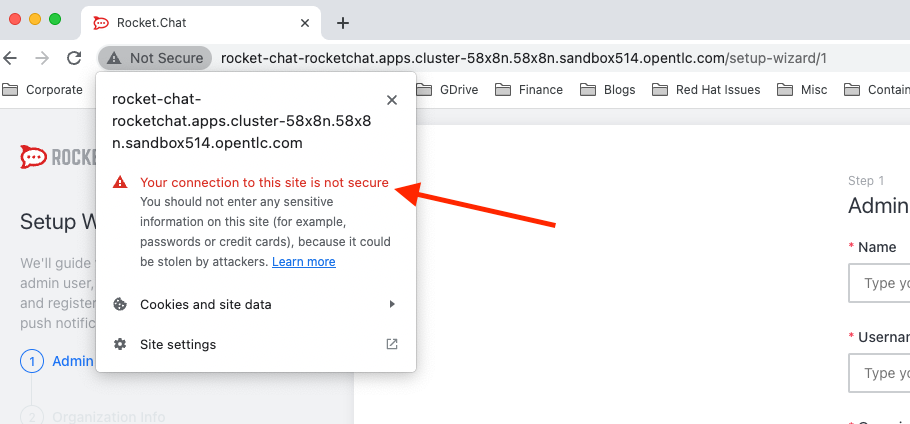 Rocket.Chat
Not Secure rocket-chat-rocketchat.apps.cluster-58x8n.58x8n.sandbox514.opentlc.com/setup-wizard/1
Corporate
GDrive
Finance
Blogs
Red Hat Issues
Misc
Contain
rocket-chat-
rocketchat.apps.cluster-58x8n.58x8
n.sandbox514.opentlc.com
Your connection to this site is not secure
You should not enter any sensitive
information on this site (for example,
passwords or credit cards), because it could
be stolen by attackers. Learn more
Cookies and site data
Site settings
ROCKE
Setup W
We'll guide
admin user,
and register
push notific
1 Admin
2 Organization Info
Step 1
Admin
* Name
Type yo
* Usernam
Type yo